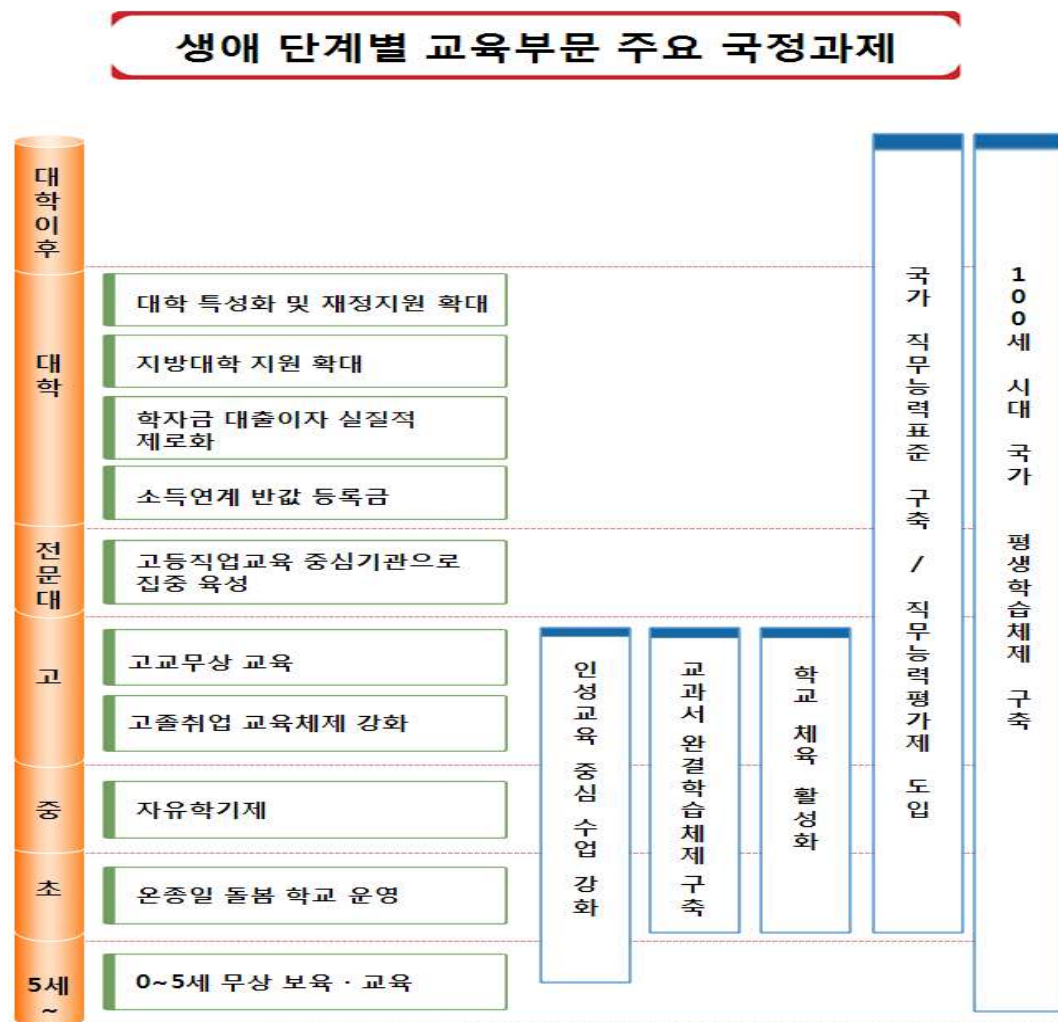 생애 단계별 교육부문 주요 국정과제
대학이후
대학
대학 특성화 및 재정지원 확대
지방대학 지원 확대
학자금 대출이자 실질적
제로화
소득연계 반값 등록금
전문대
고등직업교육 중심기관으로
집중 육성
고
고교무상 교육
고졸취업 교육체제 강화
중
자유학기제
초
온종일 돌봄 학교 운영
5세
~
0~5세 무상 보육 · 교육
인성교육 중심 수업 강화
교과서 완결학습체제 구축
학교 체육 활성화
국가 직무능력표준 구축 / 직무능력평가제 도입
100세 시대 국가 평생학습체제 구축